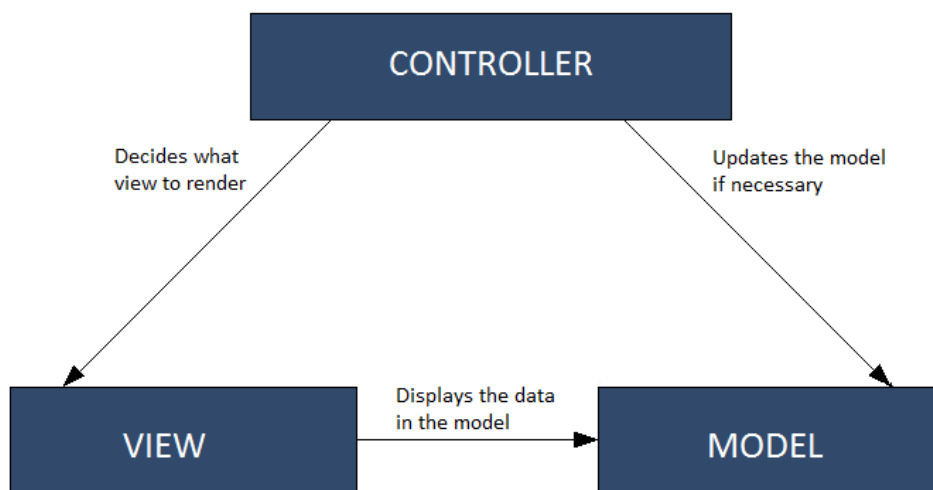 CONTROLLER
Decides what
view to render
Updates the model
if necessary
Displays the data
in the model
VIEW
MODEL